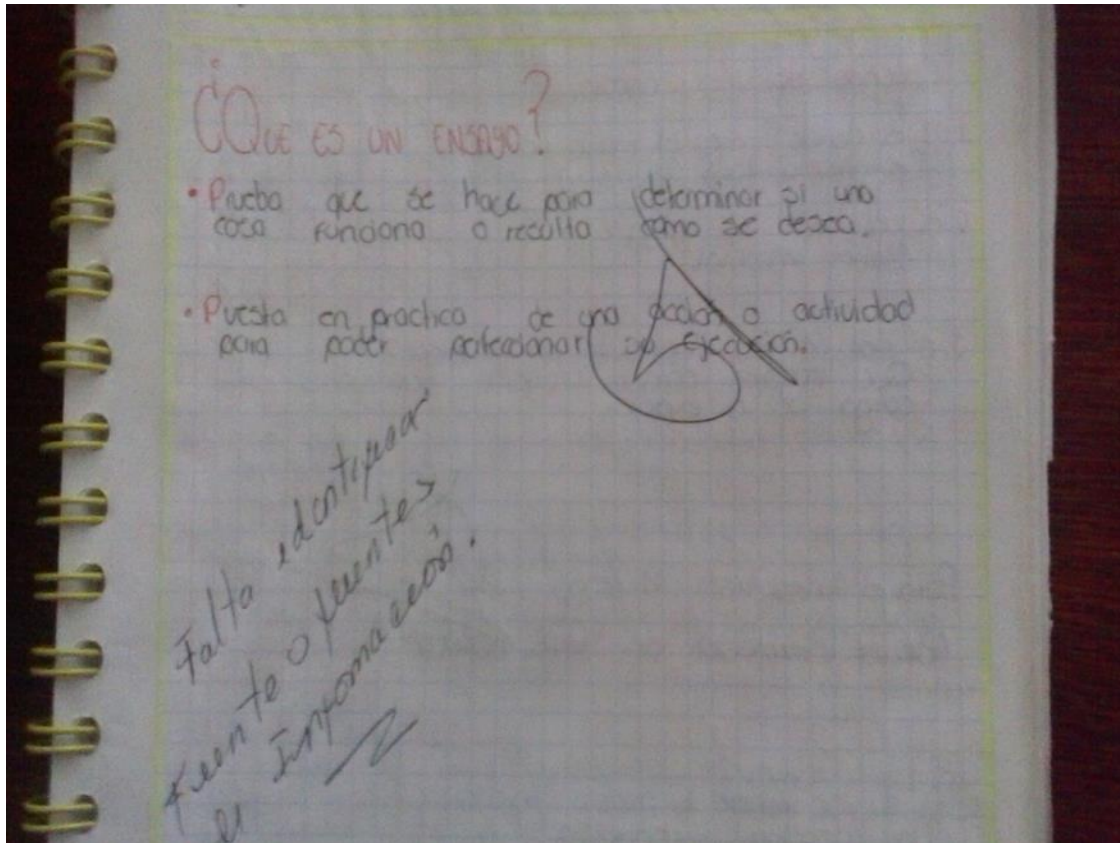 ¿QUE ES UN ENSAYO?
• Prueba que se hace para determinar si una
cosa funciona o resulta como se desea.
• Puesta en practica de una acción o actividad
para poder perfeccionar su ejecución.
Falta identificar
fuente o fuentes
de Información.